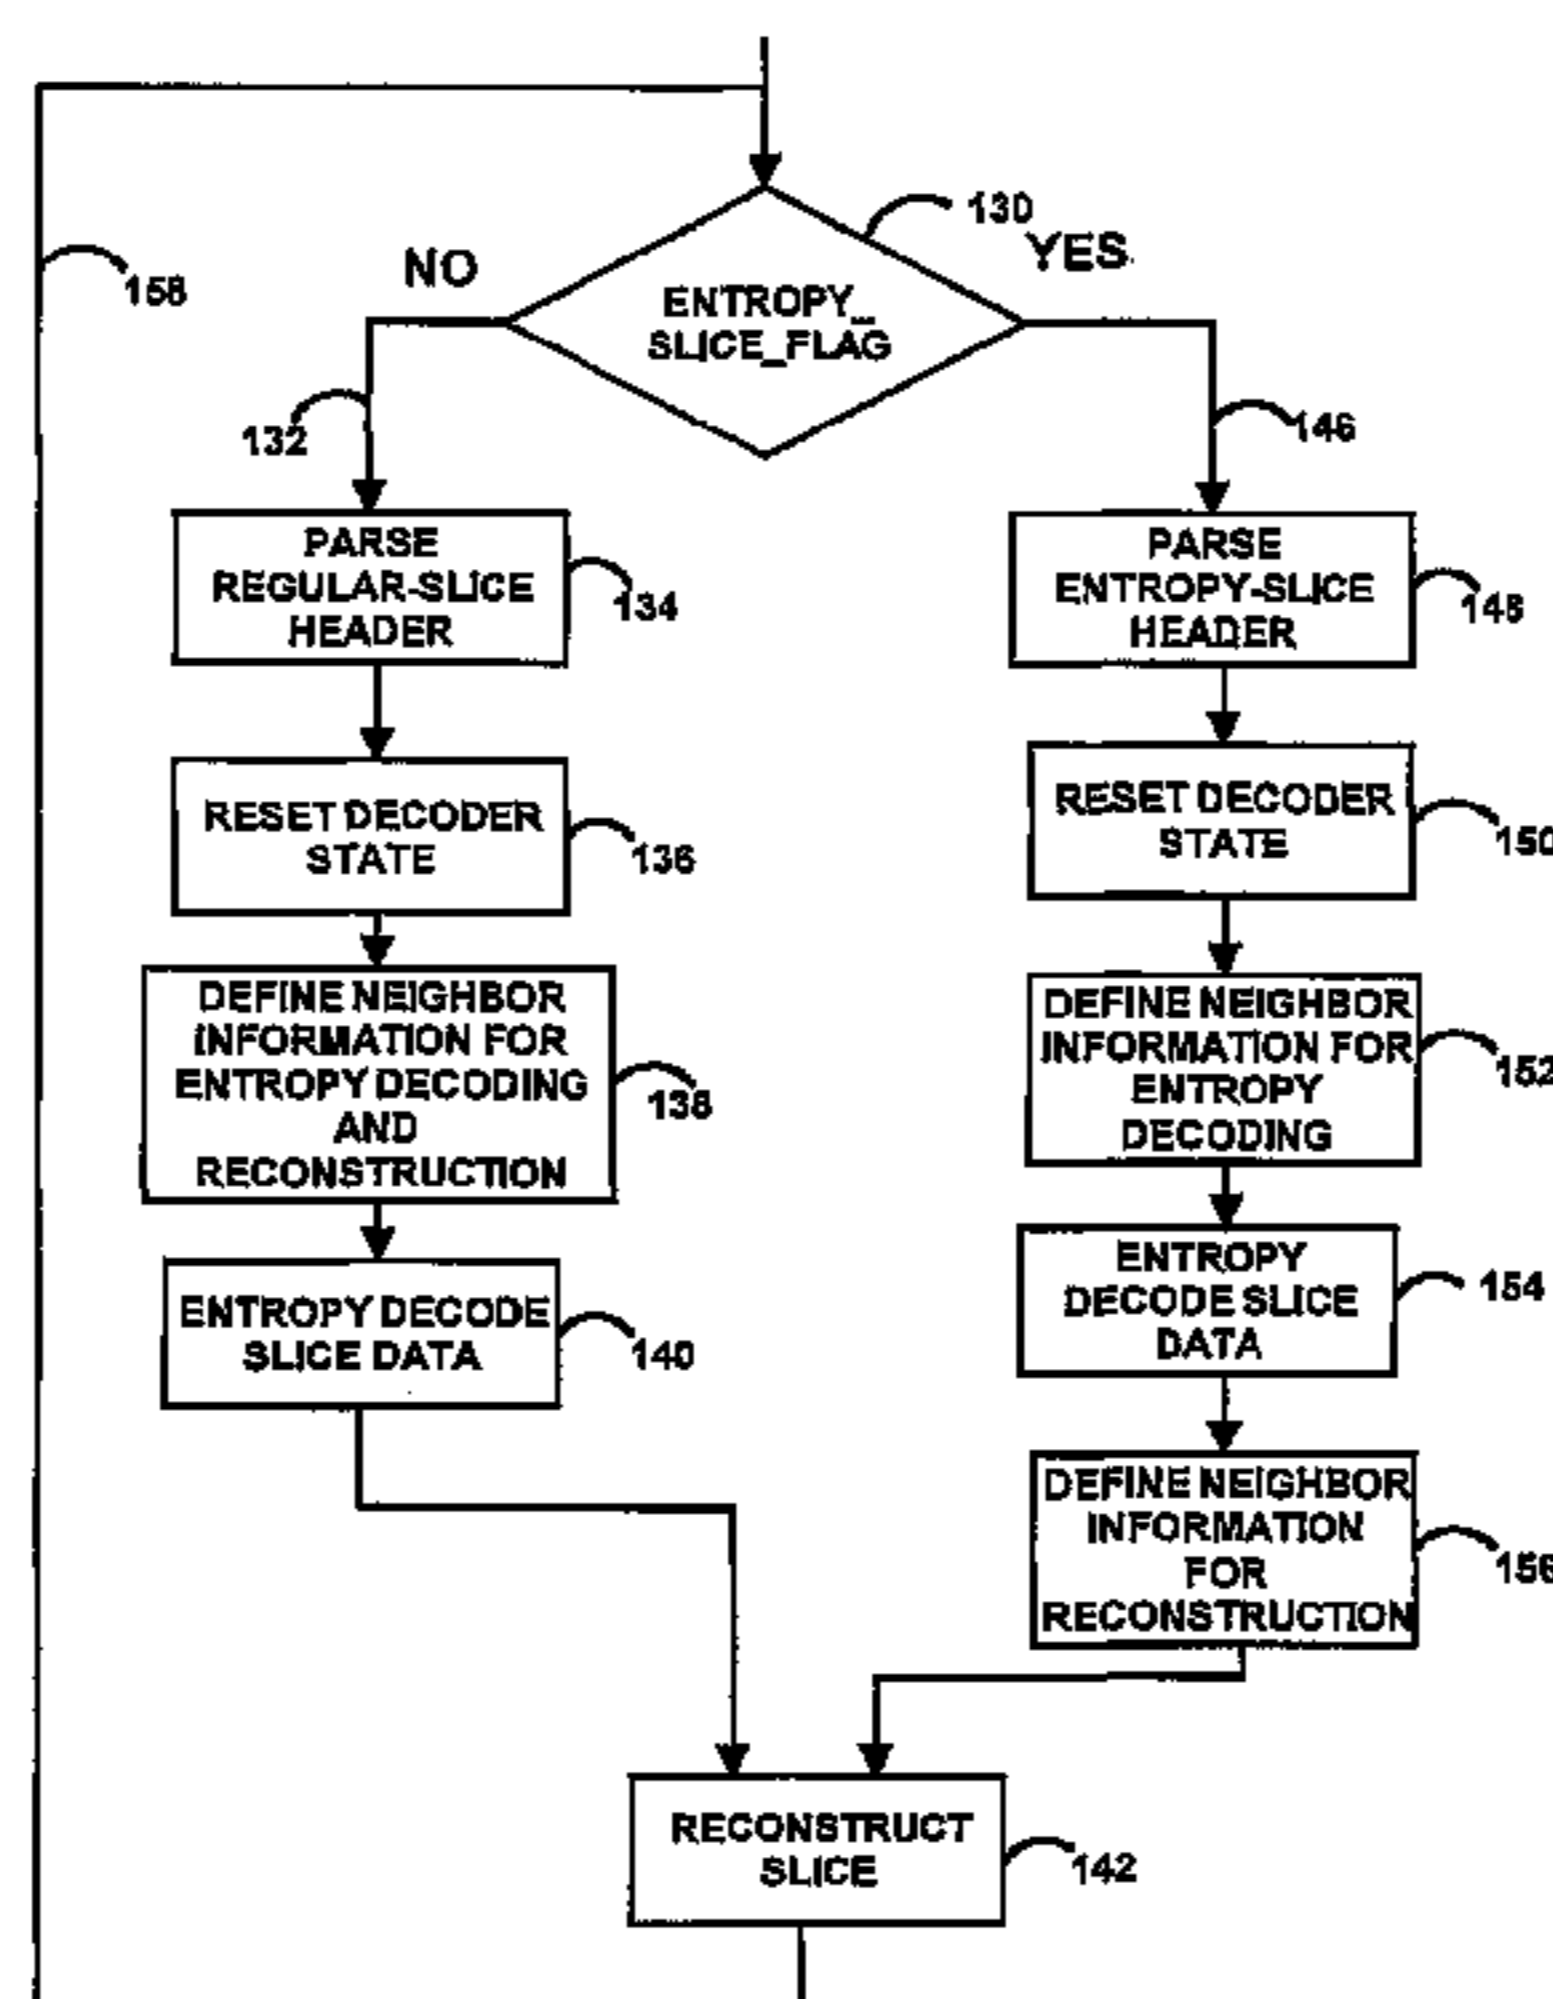 130
NO
YES
158
ENTROPY_
SLICE_FLAG
132
146
PARSE
REGULAR-SLICE
HEADER
134
PARSE
ENTROPY-SLICE
HEADER
148
RESET DECODER
STATE
136
RESET DECODER
STATE
150
DEFINE NEIGHBOR
INFORMATION FOR
ENTROPY DECODING
AND
RECONSTRUCTION
138
DEFINE NEIGHBOR
INFORMATION FOR
ENTROPY
DECODING
152
ENTROPY DECODE
SLICE DATA
140
ENTROPY
DECODE SLICE
DATA
154
DEFINE NEIGHBOR
INFORMATION
FOR
RECONSTRUCTION
156
RECONSTRUCT
SLICE
142